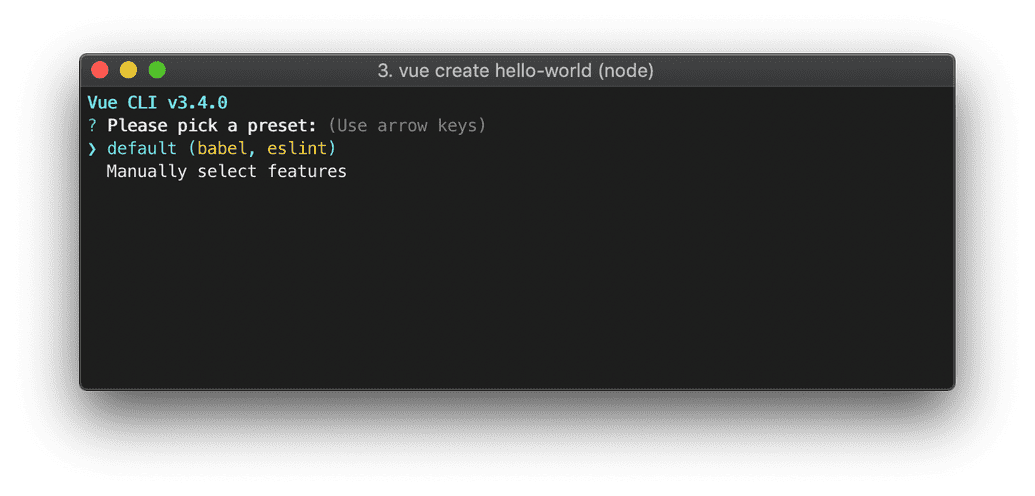 3. vue create hello-world (node)
Vue CLI v3.4.0
? Please pick a preset: (Use arrow keys)
❯ default (babel, eslint)
Manually select features